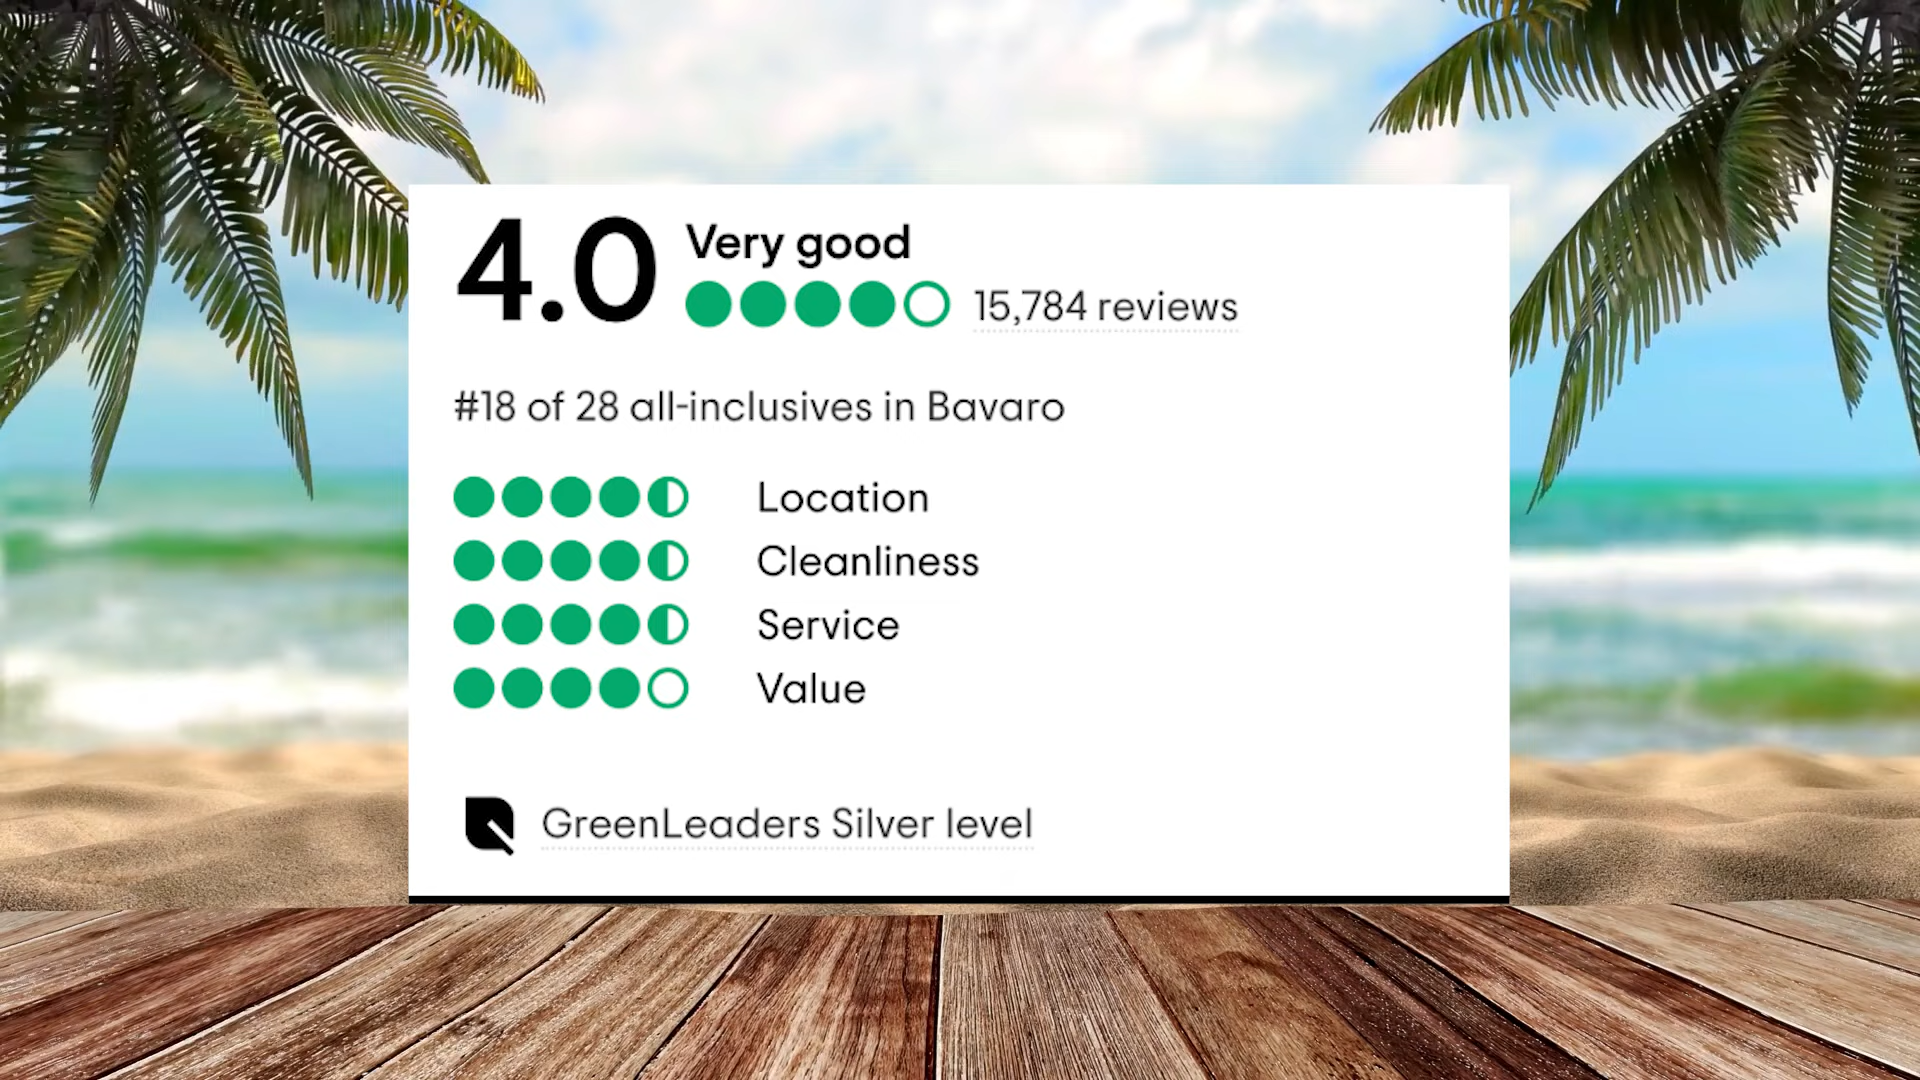 4.0 Very good
15,784 reviews
#18 of 28 all-inclusives in Bavaro
Location
Cleanliness
Service
Value
GreenLeaders Silver level